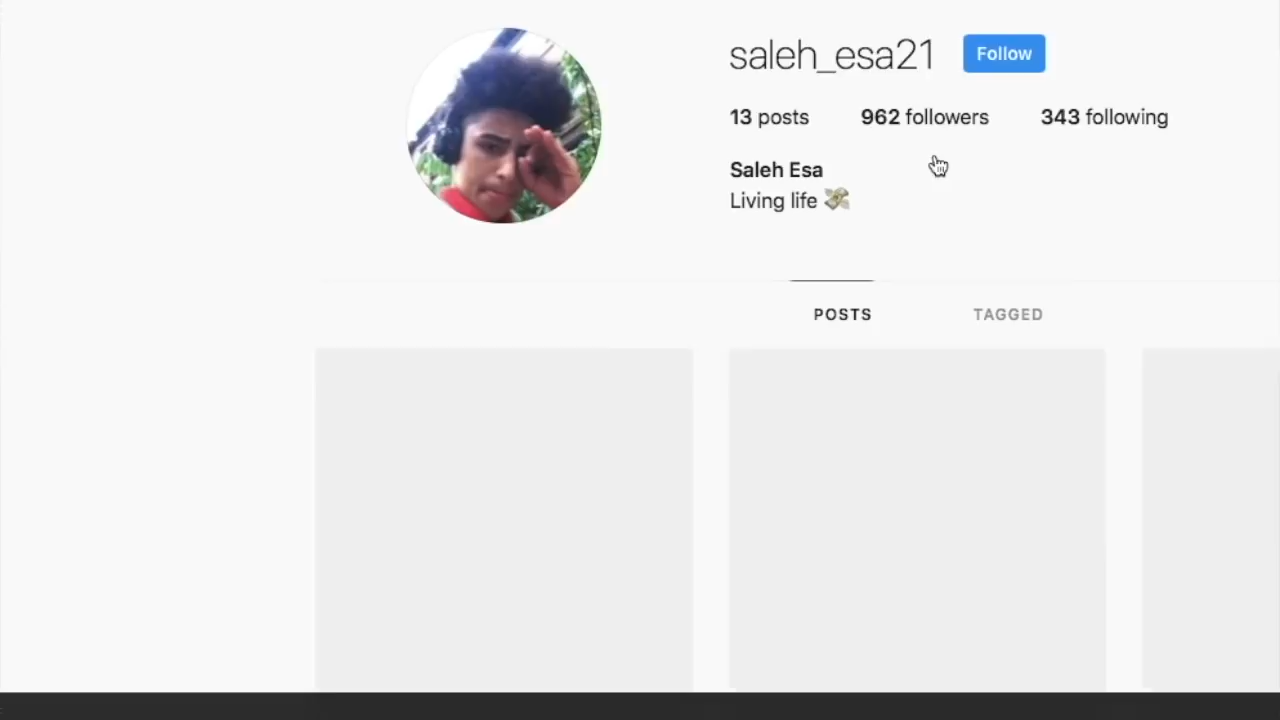 saleh_esa21 Follow
13 posts 962 followers 343 following
Saleh Esa
Living life 💸
POSTS TAGGED